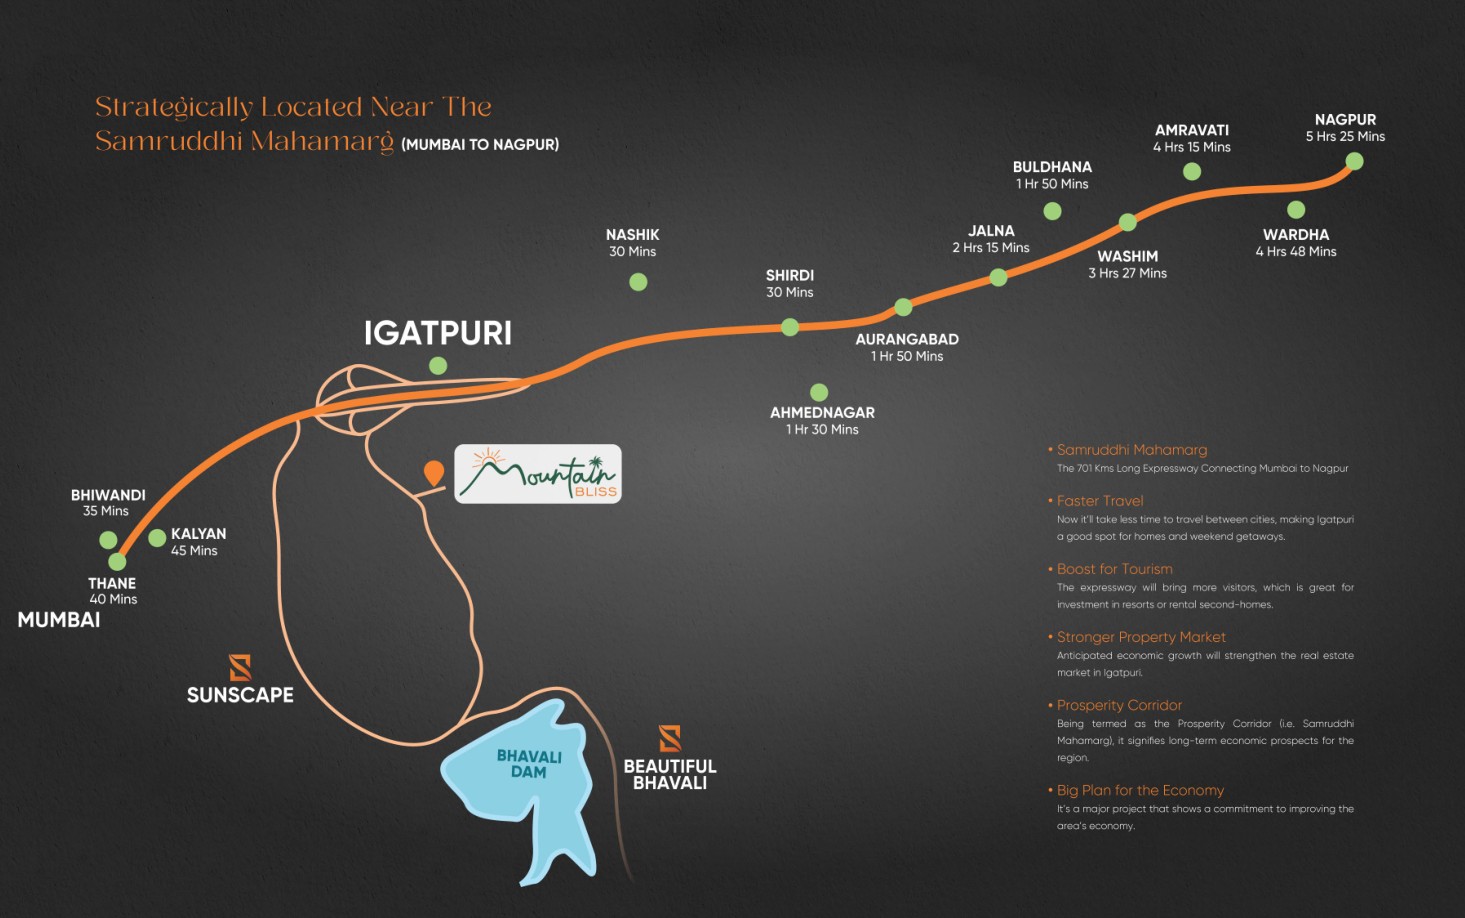 Strategically Located Near The
Samruddhi Mahamarg (MUMBAI TO NAGPUR)
NAGPUR
5 Hrs 25 Mins
AMRAVATI
4 Hrs 15 Mins
BULDHANA
1 Hr 50 Mins
WARDHA
4 Hrs 48 Mins
JALNA
2 Hrs 15 Mins
WASHIM
3 Hrs 27 Mins
NASHIK
30 Mins
SHIRDI
30 Mins
AURANGABAD
1 Hr 50 Mins
IGATPURI
AHMEDNAGAR
1 Hr 30 Mins
Mountain
BLISS
BHIWANDI
35 Mins
KALYAN
45 Mins
THANE
40 Mins
MUMBAI
SUNSCAPE
BHAVALI
DAM
BEAUTIFUL
BHAVALI
• Samruddhi Mahamarg
The 701 Kms Long Expressway Connecting Mumbai to Nagpur
• Faster Travel
Now it'll take less time to travel between cities, making Igatpuri
a good spot for homes and weekend getaways.
• Boost for Tourism
The expressway will bring more visitors, which is great for
investment in resorts or rental second-homes.
• Stronger Property Market
Anticipated economic growth will strengthen the real estate
market in Igatpuri.
• Prosperity Corridor
Being termed as the Prosperity Corridor (i.e. Samruddhi
Mahamarg), it signifies long-term economic prospects for the
region.
• Big Plan for the Economy
It's a major project that shows a commitment to improving the
area's economy.